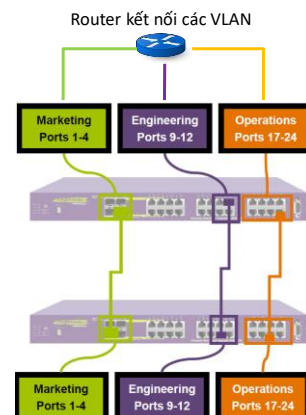 Router kết nối các VLAN
Marketing
Ports 1-4
Engineering
Ports 9-12
Operations
Ports 17-24
Marketing
Ports 1-4
Engineering
Ports 9-12
Operations
Ports 17-24